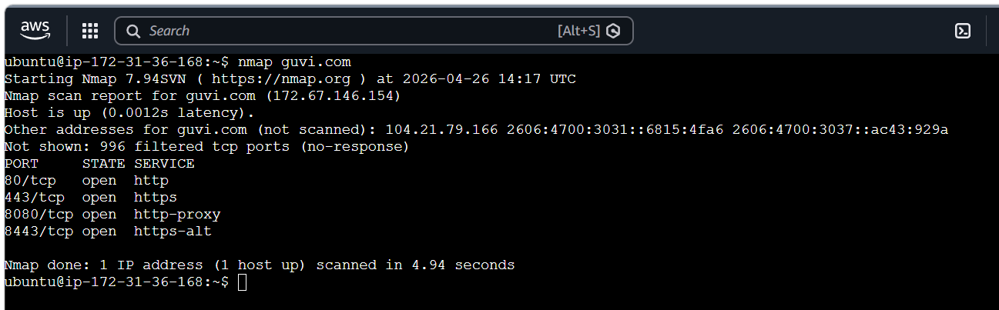 aws
Search [Alt+S]
ubuntu@ip-172-31-36-168:~$ nmap guvi.com
Starting Nmap 7.94SVN ( https://nmap.org ) at 2026-04-26 14:17 UTC
Nmap scan report for guvi.com (172.67.146.154)
Host is up (0.0012s latency).
Other addresses for guvi.com (not scanned): 104.21.79.166 2606:4700:3031::6815:4fa6 2606:4700:3037::ac43:929a
Not shown: 996 filtered tcp ports (no-response)
PORT     STATE SERVICE
80/tcp   open  http
443/tcp  open  https
8080/tcp open  http-proxy
8443/tcp open  https-alt
Nmap done: 1 IP address (1 host up) scanned in 4.94 seconds
ubuntu@ip-172-31-36-168:~$